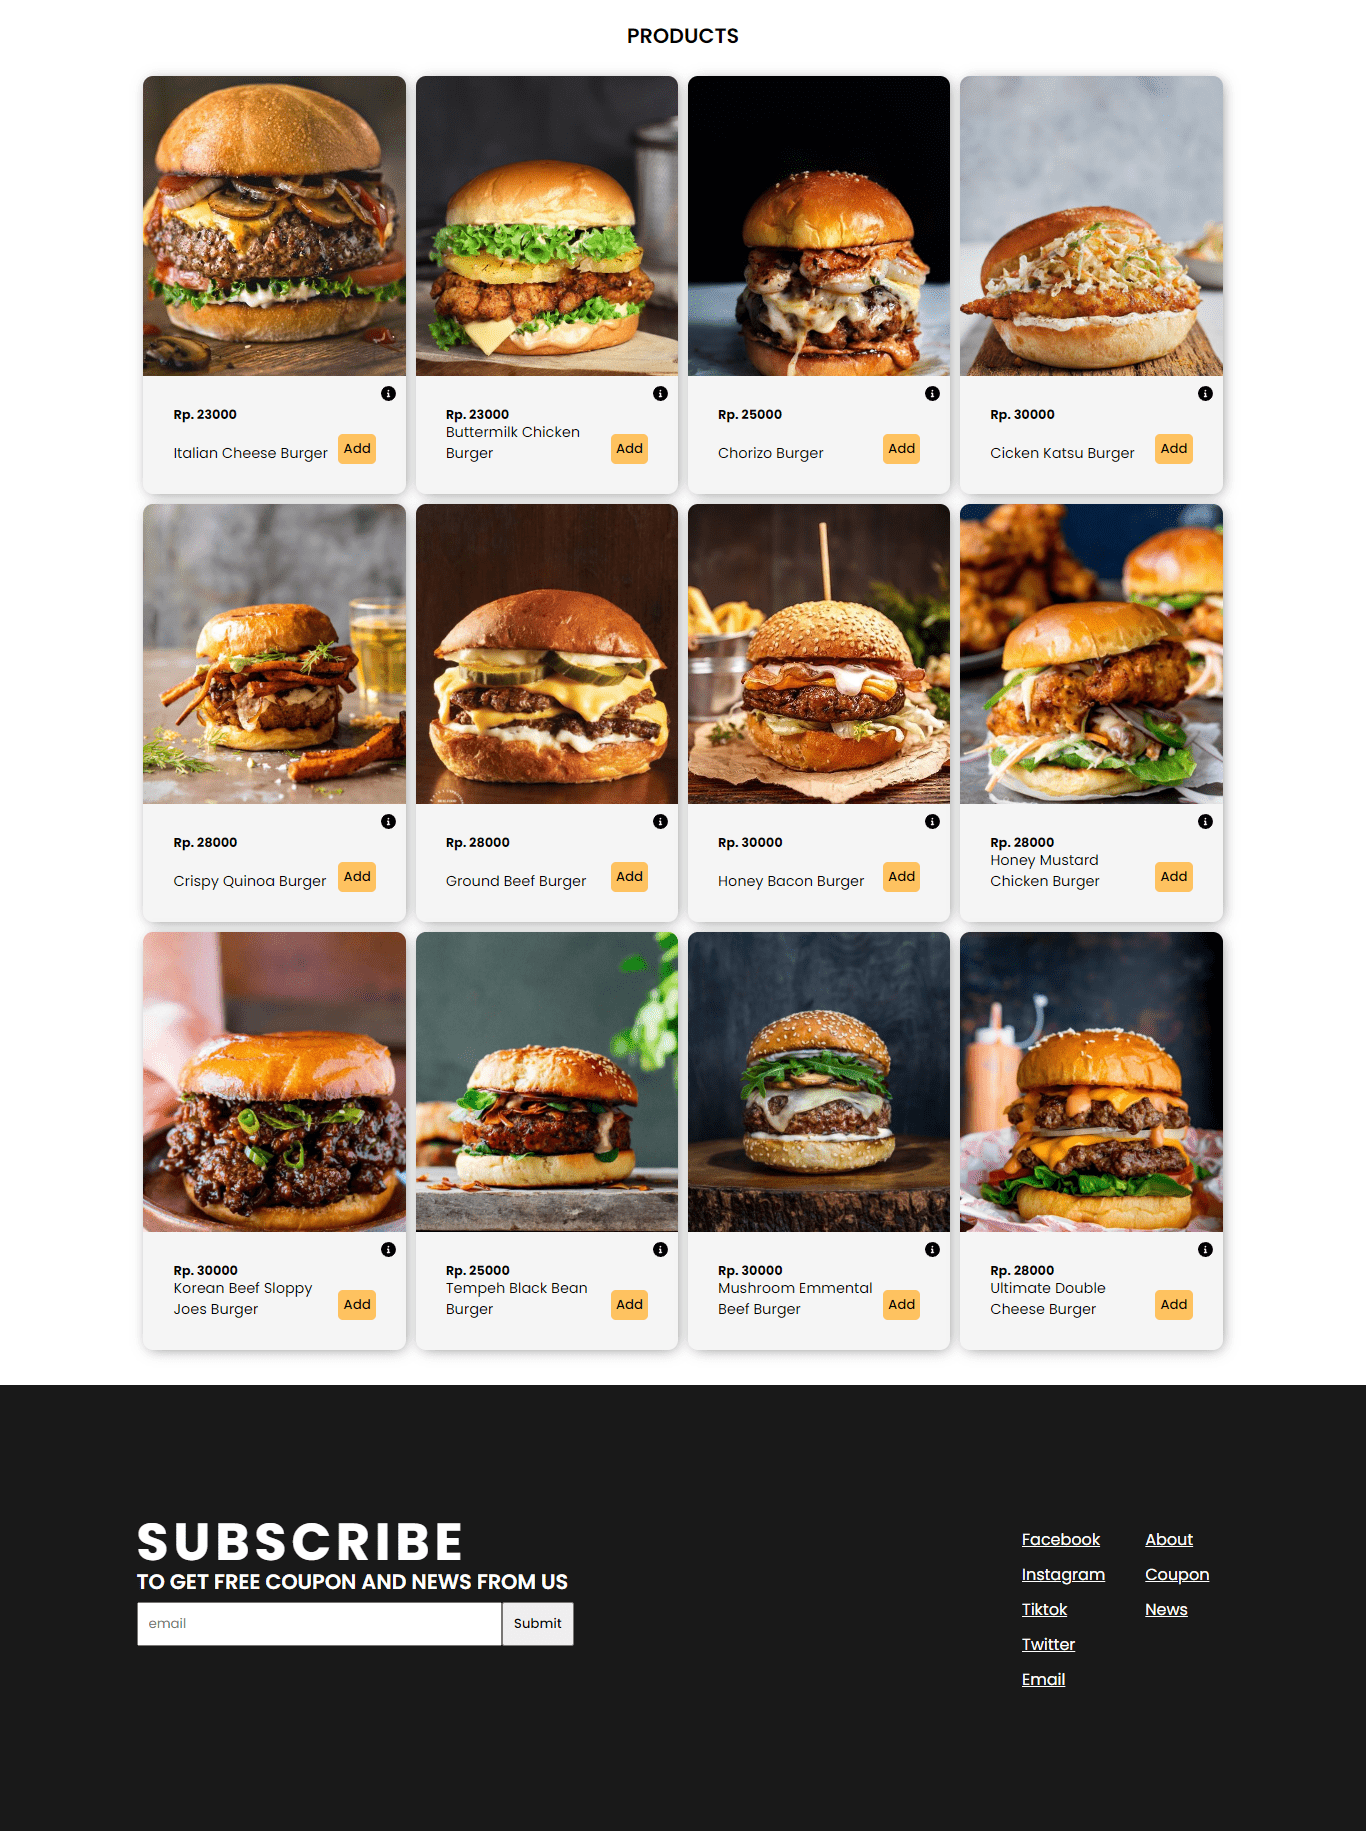 PRODUCTS
Rp. 23000
Italian Cheese Burger
Add
Rp. 23000
Buttermilk Chicken
Burger
Add
Rp. 25000
Chorizo Burger
Add
Rp. 30000
Cicken Katsu Burger
Add
Rp. 28000
Crispy Quinoa Burger
Add
Rp. 28000
Ground Beef Burger
Add
Rp. 30000
Honey Bacon Burger
Add
Rp. 28000
Honey Mustard
Chicken Burger
Add
Rp. 30000
Korean Beef Sloppy
Joes Burger
Add
Rp. 25000
Tempeh Black Bean
Burger
Add
Rp. 30000
Mushroom Emmental
Beef Burger
Add
Rp. 28000
Ultimate Double
Cheese Burger
Add
SUBSCRIBE
TO GET FREE COUPON AND NEWS FROM US
email
Submit
Facebook
Instagram
Tiktok
Twitter
Email
About
Coupon
News